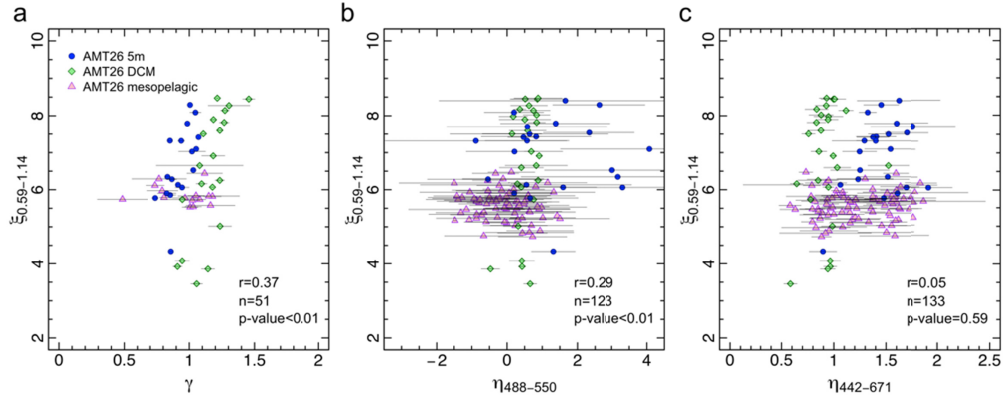 a
b
c
10
8
6
4
2
ξ0.59−1.14
AMT26 5m
AMT26 DCM
AMT26 mesopelagic
r=0.37
n=51
p-value<0.01
0
0.5
1
1.5
2
γ
10
8
6
4
2
ξ0.59−1.14
r=0.29
n=123
p-value<0.01
−2
0
2
4
η488−550
10
8
6
4
2
ξ0.59−1.14
r=0.05
n=133
p-value=0.59
0
0.5
1
1.5
2
2.5
η442−671